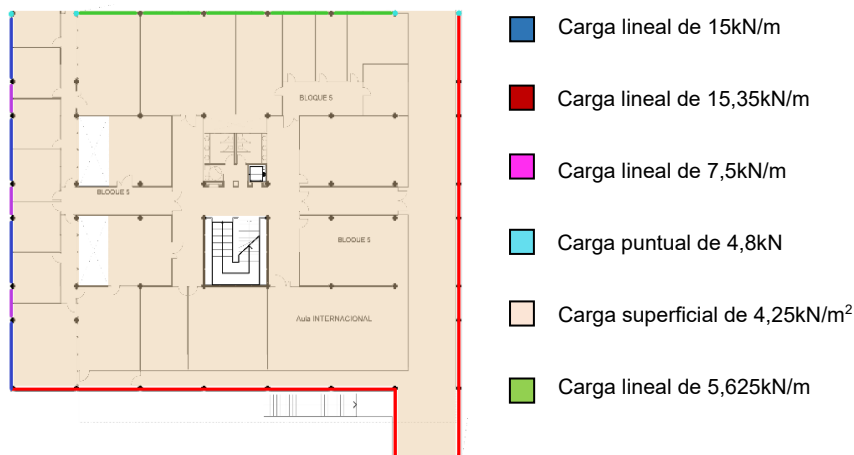 Carga lineal de 15kN/m
Carga lineal de 15,35kN/m
BLOQUE 5
Carga lineal de 7,5kN/m
BLOQUE 5
BLOQUE 5
Carga puntual de 4,8kN
Aula INTERNACIONAL
Carga superficial de 4,25kN/m²
Carga lineal de 5,625kN/m